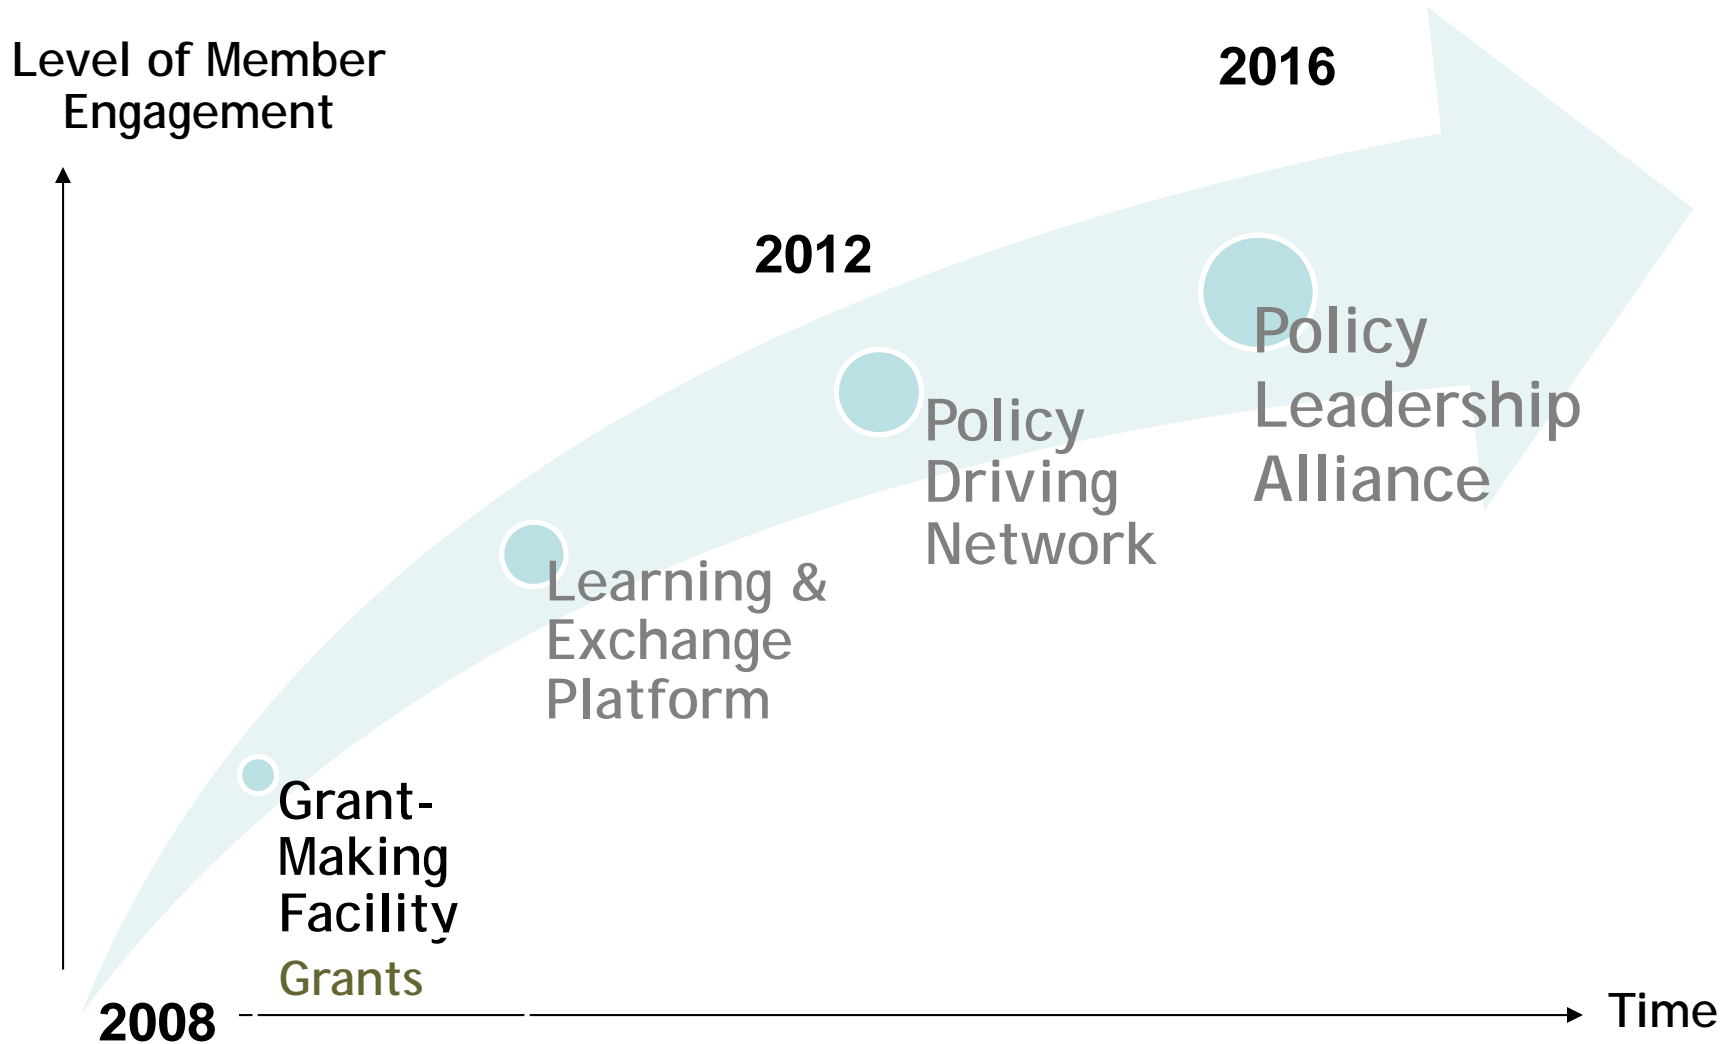 Level of Member
Engagement
2016
2012
Policy
Leadership
Alliance
Policy
Driving
Network
Learning &
Exchange
Platform
Grant-
Making
Facility
Grants
2008
Time